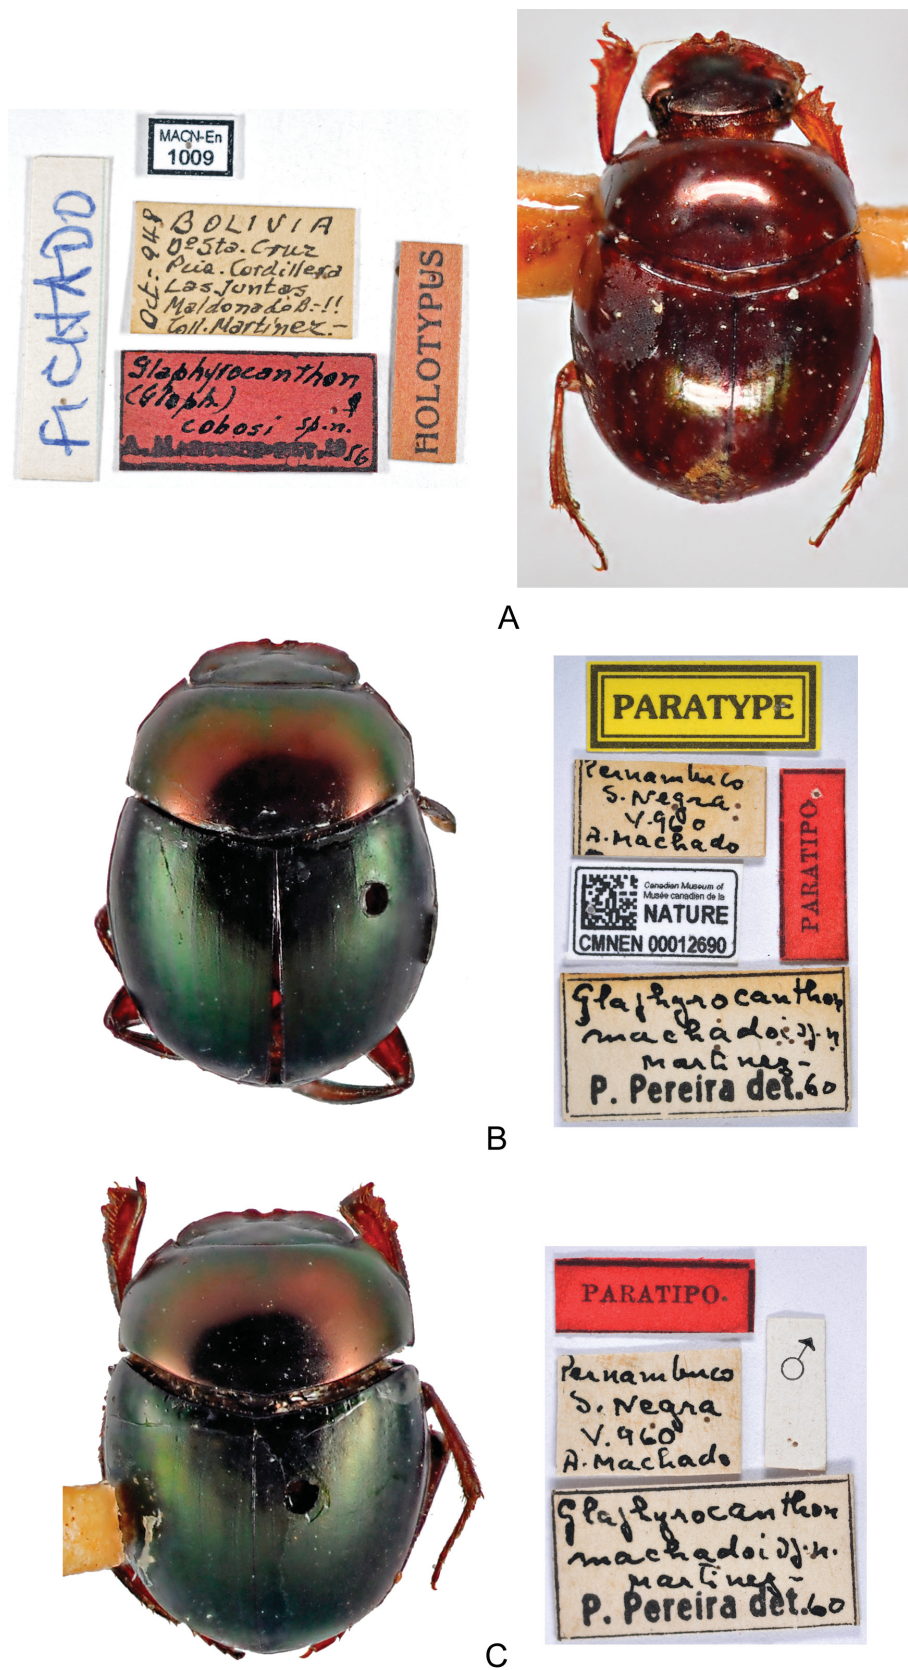 MACN-En
1009
FICHADO
Oct-948
BOLIVIA
Dº Sta. Cruz
Pcia. Cordillera
Las Juntas
Maldonado B-!!
Coll. Martinez.-
HOLOTYPUS
Glaphyrocanthon
(Glaph.)
cobosi sp.n.
56
A
PARATYPE
Pernambuco
S. Negra
V.960
A. Machado
PARATIPO.
Canadian Museum of
Musée canadien de la
NATURE
CMNEN 00012690
Glaphyrocanthon
machadoi sp.n.
Martinez-
P. Pereira det.60
B
PARATIPO.
♂
Pernambuco
S. Negra
V.960
A. Machado
Glaphyrocanthon
machadoi sp.n.
Martinez-
P. Pereira det.60
C